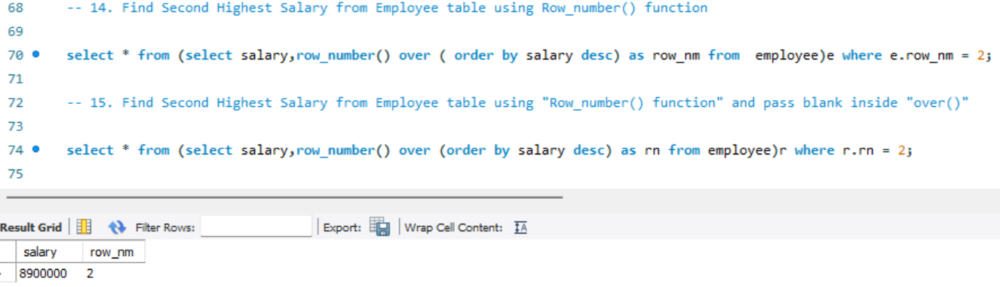 68 -- 14. Find Second Highest Salary from Employee table using Row_number() function
69
70 select * from (select salary,row_number() over ( order by salary desc) as row_nm from  employee)e where e.row_nm = 2;
71
72 -- 15. Find Second Highest Salary from Employee table using "Row_number() function" and pass blank inside "over()"
73
74 select * from (select salary,row_number() over (order by salary desc) as rn from employee)r where r.rn = 2;
75
Result Grid Filter Rows: Export: Wrap Cell Content:
salary row_nm
8900000 2